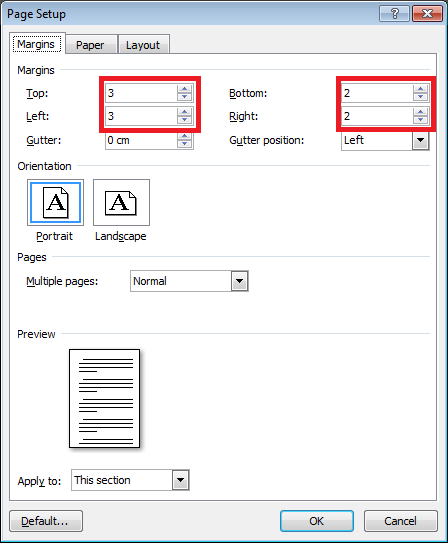 Page Setup
Margins Paper Layout
Margins
Top: 3 Bottom: 2
Left: 3 Right: 2
Gutter: 0 cm Gutter position: Left
Orientation
A A
Portrait Landscape
Pages
Multiple pages: Normal
Preview
Apply to: This section
Default... OK Cancel